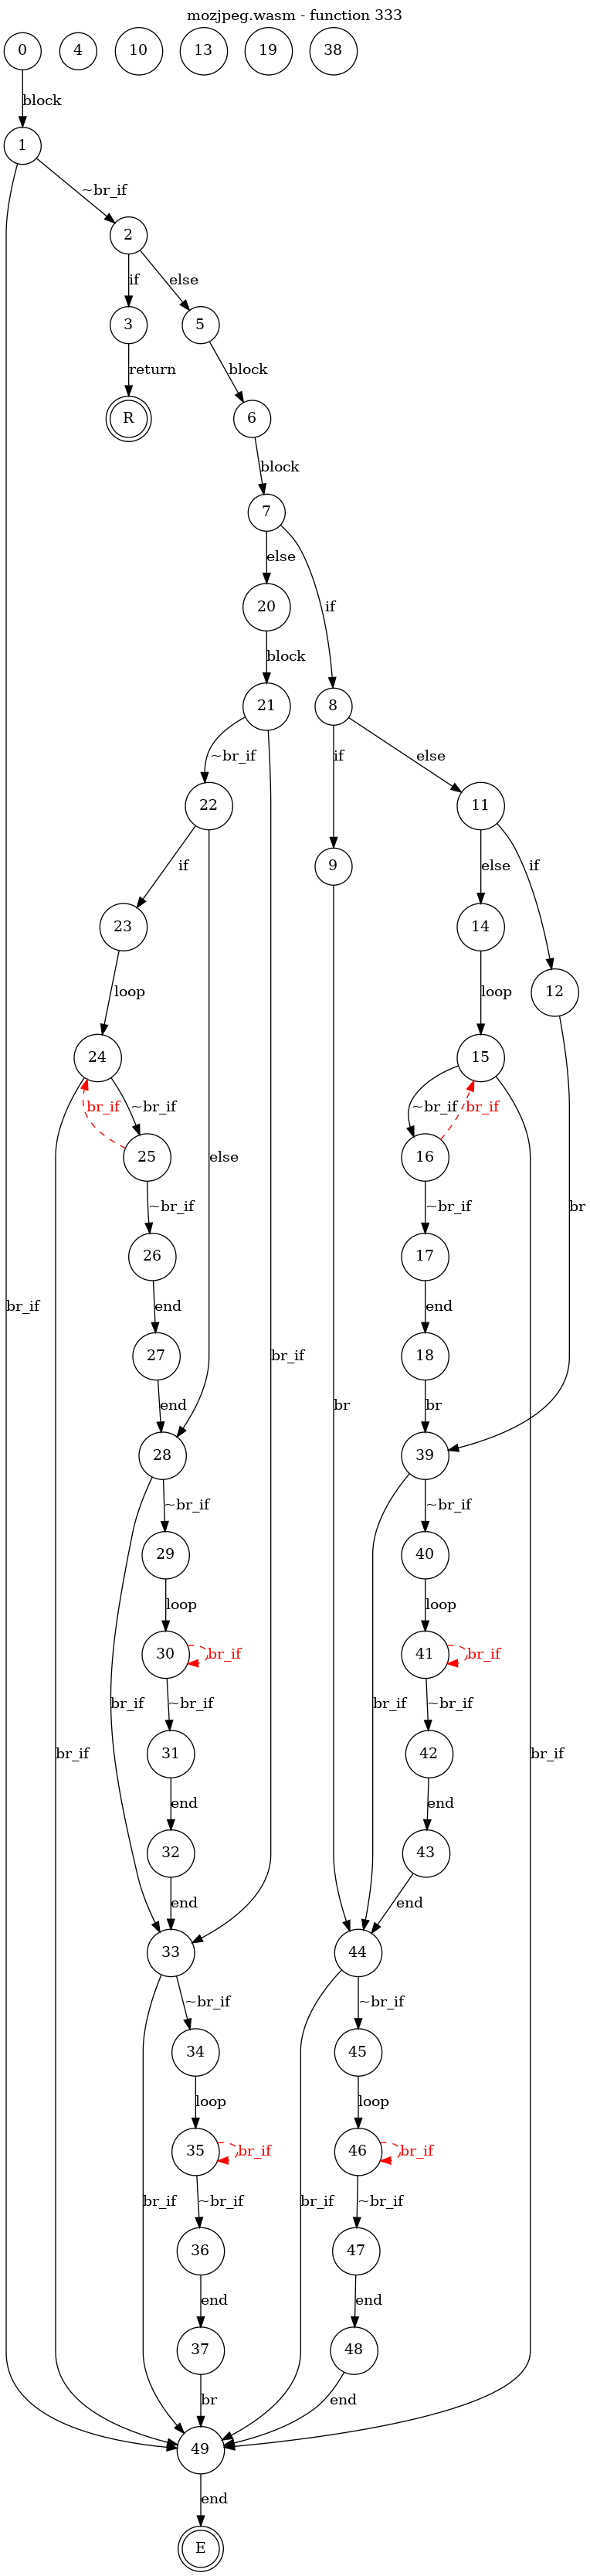 mozjpeg.wasm - function 333
0 4 10 13 19 38
block
1
~br_if
2
if else
3 5
return block
R 6
block
7
else if
20
block
21 8
~br_if if else
22 11
9
if else if
23 14
12
loop loop
24 15
br_if ~br_if ~br_if br_if
25 else 16
~br_if ~br_if br
26 17
br_if end end
27 br_if br 18
end br
28 39
~br_if ~br_if
29 40
loop loop
30 br_if 41 br_if
br_if ~br_if br_if ~br_if
31 42
br_if br_if
end end
32 43
end end
33 44
~br_if ~br_if
34 45
loop loop
35 br_if 46 br_if
br_if ~br_if br_if ~br_if
36 47
end end
37 48
br end
49
end
E